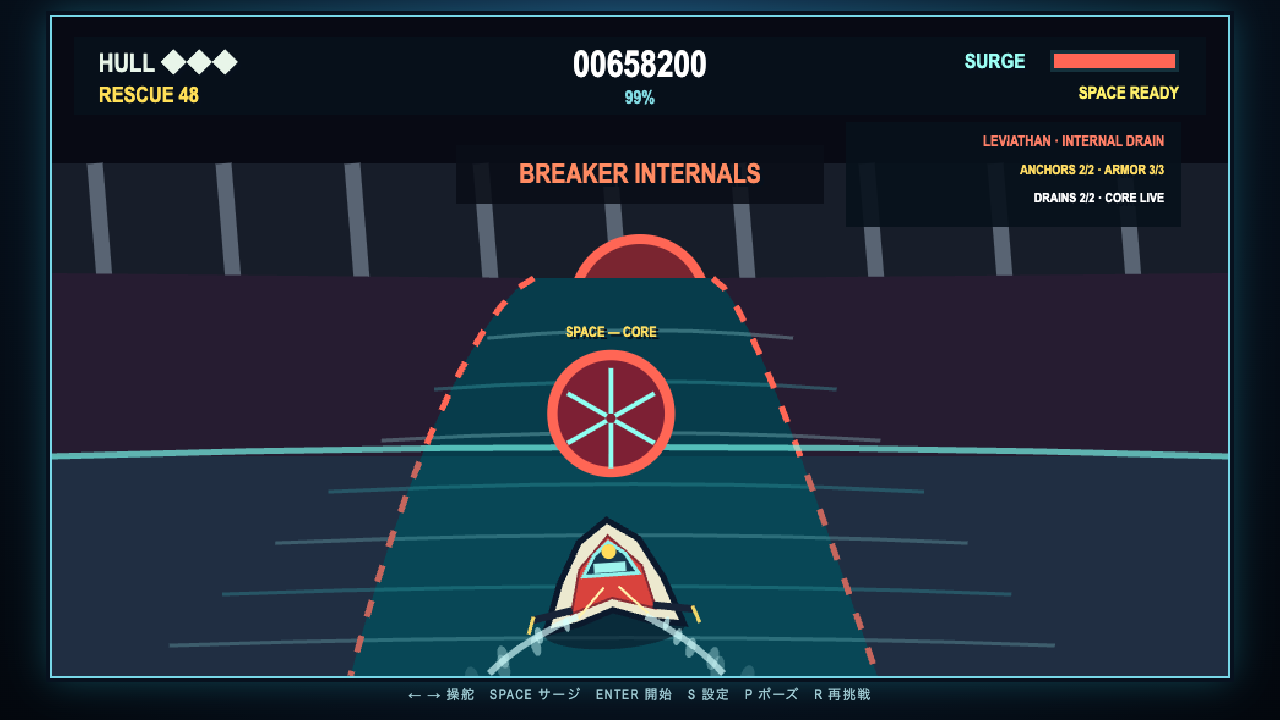 HULL
RESCUE 48
00658200
99%
SURGE
SPACE READY
LEVIATHAN · INTERNAL DRAIN
ANCHORS 2/2 · ARMOR 3/3
DRAINS 2/2 · CORE LIVE
BREAKER INTERNALS
SPACE — CORE
← → 操舵 SPACE サージ ENTER 開始 S 設定 P ポーズ R 再挑戦